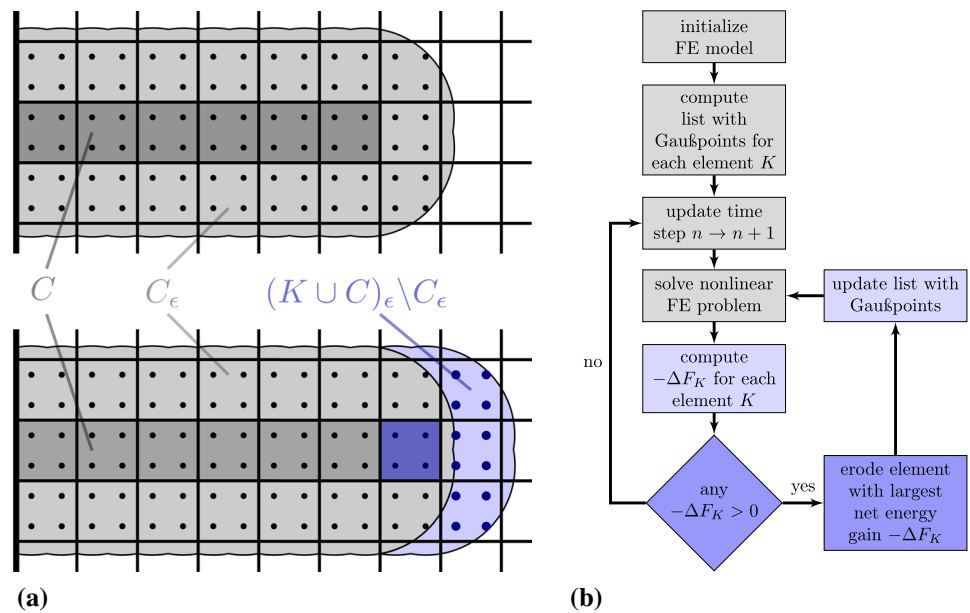 C
C_ϵ
(K ∪ C)_ϵ\C_ϵ
(a)
initialize
FE model
compute
list with
Gaußpoints for
each element K
update time
step n → n + 1
solve nonlinear
FE problem
update list with
Gaußpoints
no
compute
−ΔF_K for each
element K
any
−ΔF_K > 0
yes
erode element
with largest
net energy
gain −ΔF_K
(b)